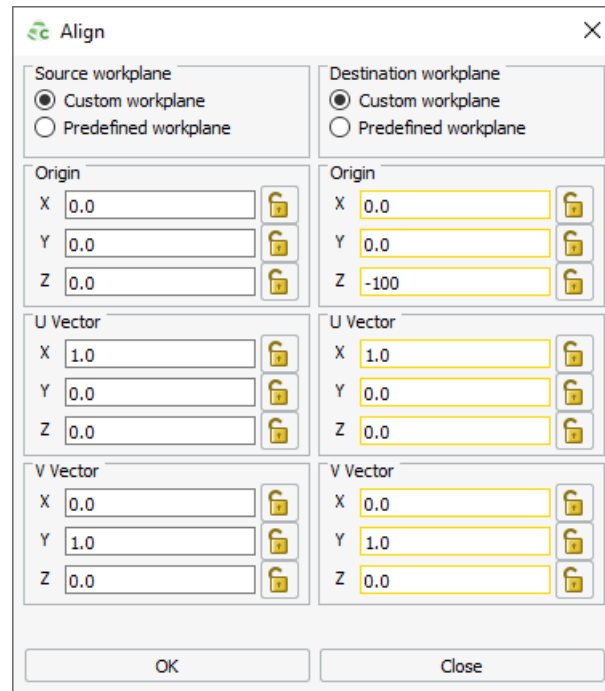 Align
Source workplane
Custom workplane
Predefined workplane
Destination workplane
Custom workplane
Predefined workplane
Origin
X 0.0
Y 0.0
Z 0.0
Origin
X 0.0
Y 0.0
Z -100
U Vector
X 1.0
Y 0.0
Z 0.0
U Vector
X 1.0
Y 0.0
Z 0.0
V Vector
X 0.0
Y 1.0
Z 0.0
V Vector
X 0.0
Y 1.0
Z 0.0
OK
Close